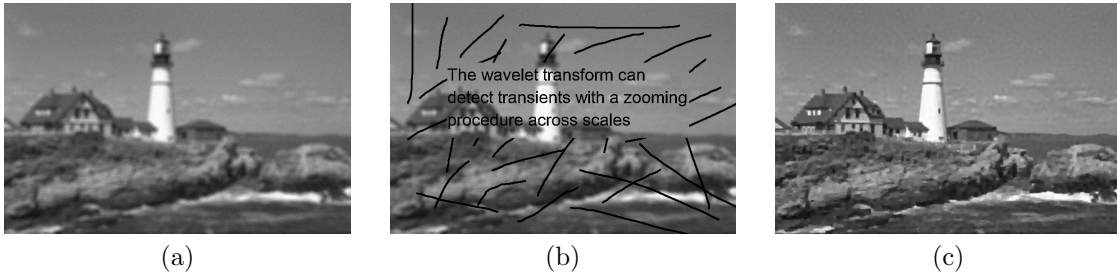 The wavelet transform can
detect transients with a zooming
procedure across scales
(a)
(b)
(c)